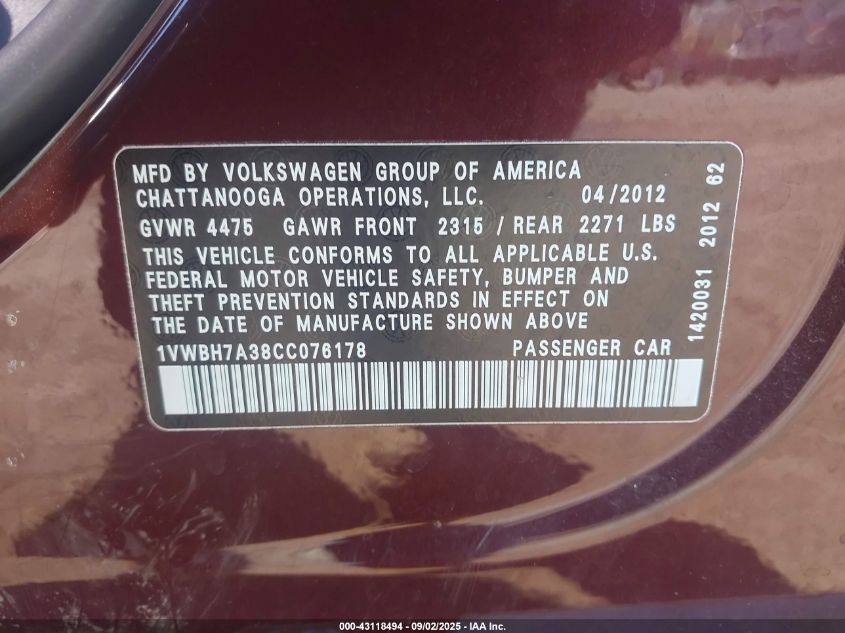 MFD BY VOLKSWAGEN GROUP OF AMERICA
CHATTANOOGA OPERATIONS, LLC. 04/2012
GVWR 4475 GAWR FRONT 2315 / REAR 2271 LBS
THIS VEHICLE CONFORMS TO ALL APPLICABLE U.S.
FEDERAL MOTOR VEHICLE SAFETY, BUMPER AND
THEFT PREVENTION STANDARDS IN EFFECT ON
THE DATE OF MANUFACTURE SHOWN ABOVE
1VWBH7A38CC076178 PASSENGER CAR
1420031 2012 62
000-43118494 - 09/02/2025 - IAA Inc.